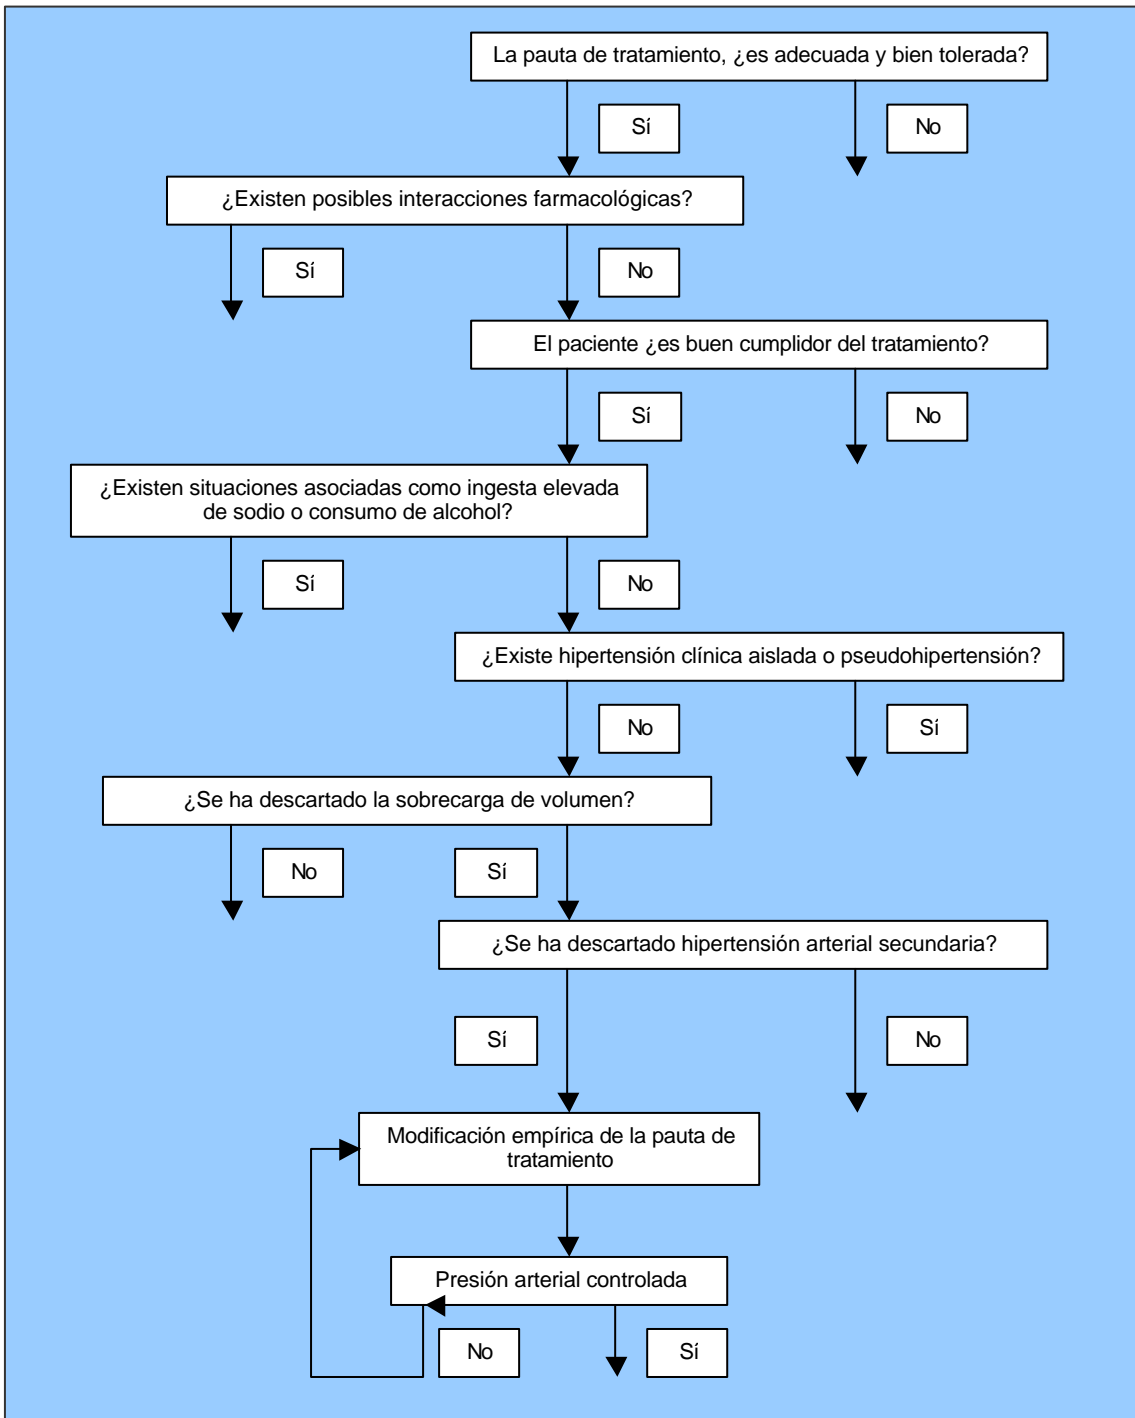 La pauta de tratamiento, ¿es adecuada y bien tolerada?
Sí
No
¿Existen posibles interacciones farmacológicas?
Sí
No
El paciente ¿es buen cumplidor del tratamiento?
Sí
No
¿Existen situaciones asociadas como ingesta elevada
de sodio o consumo de alcohol?
Sí
No
¿Existe hipertensión clínica aislada o pseudohipertensión?
No
Sí
¿Se ha descartado la sobrecarga de volumen?
No
Sí
¿Se ha descartado hipertensión arterial secundaria?
Sí
No
Modificación empírica de la pauta de
tratamiento
Presión arterial controlada
No
Sí